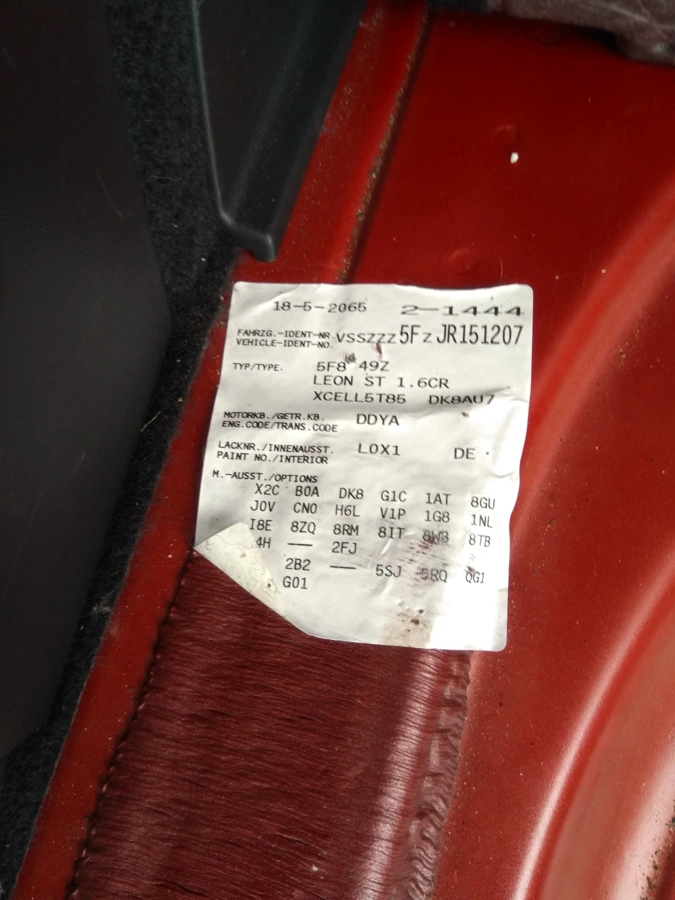 18-5-2065 2-1444
FAHRZG.-IDENT-NR. VSSZZZ5FZJR151207
VEHICLE-IDENT-NO.
TYP/TYPE. 5F8 49Z
LEON ST 1.6CR
XCELL5T85 DK8AU7
MOTORKB./GETR.KB. DDYA
ENG.CODE/TRANS.CODE
LACKNR./INNENAUSST. L0X1 DE
PAINT NO./INTERIOR
M.-AUSST./OPTIONS
X2C B0A DK8 G1C 1AT 8GU
J0V CN0 H6L V1P 1G8 1NL
I8E 8ZQ 8RM 8IT 8TB
4H — 2FJ
2B2 — 5SJ QG1
G01